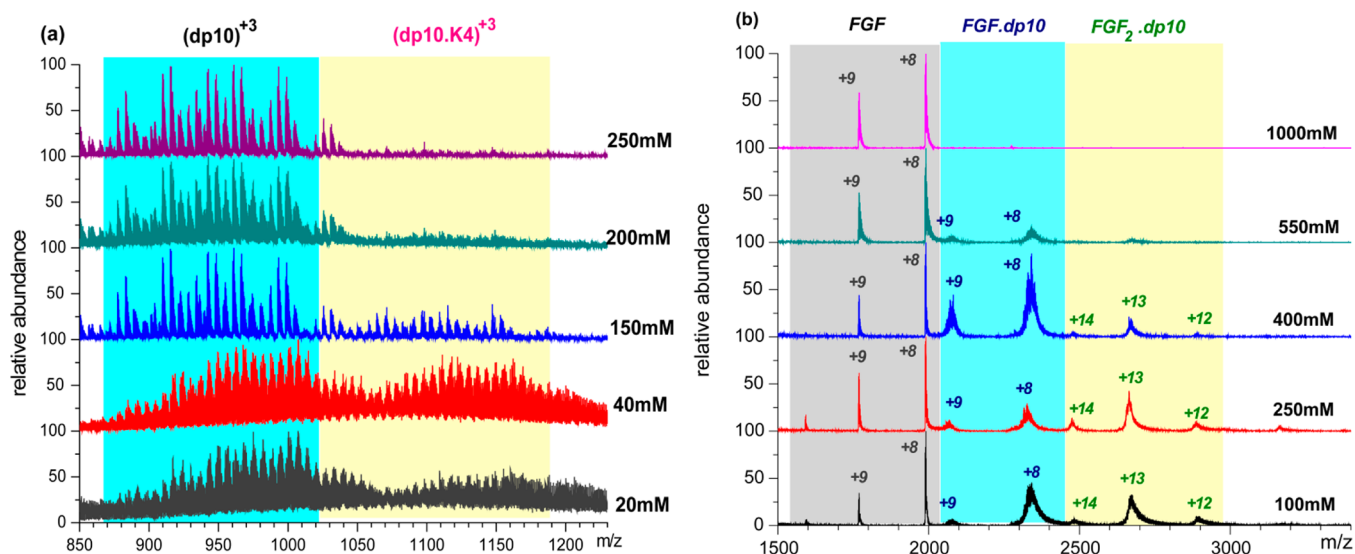 (a)
(dp10)+3
(dp10.K4)+3
relative abundance
100
50
250mM
100
50
200mM
100
50
150mM
100
50
40mM
100
50
20mM
0
850 900 950 1000 1050 1100 1150 1200 m/z
(b)
FGF
FGF.dp10
FGF2 .dp10
relative abundance
100
+9
+8
50
1000mM
100
+9
+8
50
+9
+8
550mM
100
+9
+8
+9
+8
50
+14
+13
+12
400mM
100
+9
+8
+9
+8
50
+14
+13
+12
250mM
100
+9
+8
+9
+8
50
+14
+13
+12
100mM
0
1500 2000 2500 3000 m/z